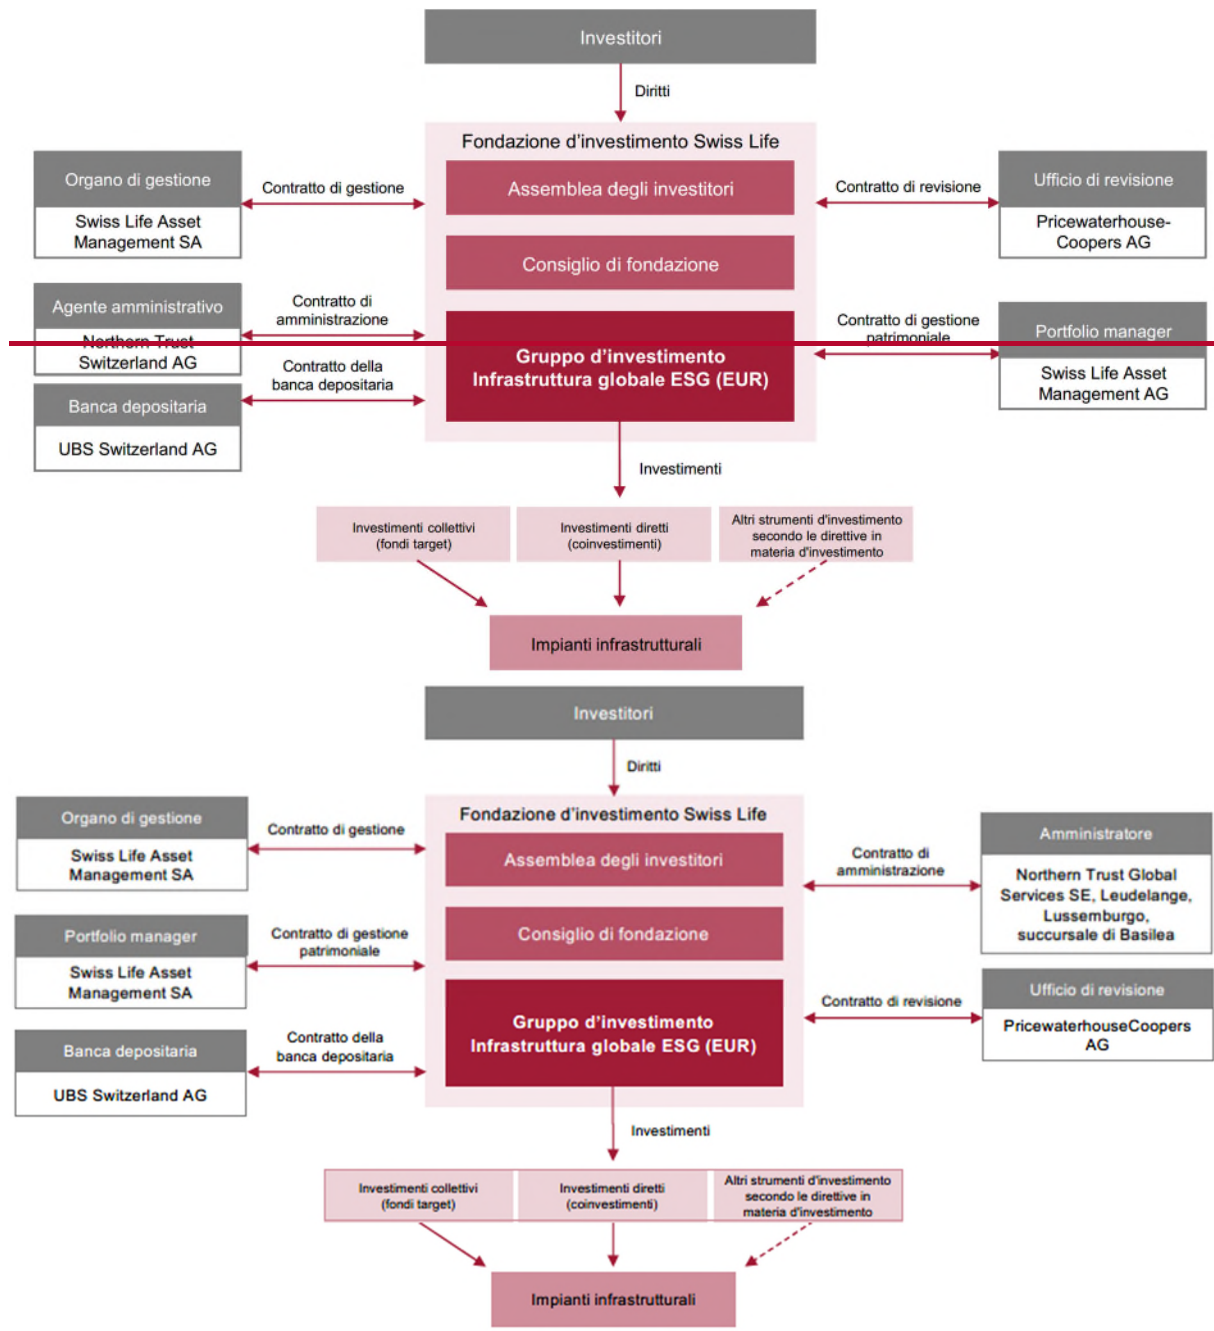 Investitori
Diritti
Fondazione d'investimento Swiss Life
Organo di gestione
Swiss Life Asset
Management SA
Contratto di gestione
Assemblea degli investitori
Contratto di revisione
Ufficio di revisione
Pricewaterhouse-
Coopers AG
Consiglio di fondazione
Agente amministrativo
Northern Trust
Switzerland AG
Contratto di
amministrazione
Gruppo d'investimento
Infrastruttura globale ESG (EUR)
Contratto di gestione
patrimoniale
Portfolio manager
Swiss Life Asset
Management AG
Contratto della
banca depositaria
Banca depositaria
UBS Switzerland AG
Investimenti
Investimenti collettivi
(fondi target)
Investimenti diretti
(coinvestimenti)
Altri strumenti d'investimento
secondo le direttive in
materia d'investimento
Impianti infrastrutturali
Investitori
Diritti
Fondazione d'investimento Swiss Life
Organo di gestione
Swiss Life Asset
Management SA
Contratto di gestione
Assemblea degli investitori
Contratto di
amministrazione
Amministratore
Northern Trust Global
Services SE, Leudelange,
Lussemburgo,
succursale di Basilea
Portfolio manager
Swiss Life Asset
Management SA
Contratto di gestione
patrimoniale
Consiglio di fondazione
Gruppo d'investimento
Infrastruttura globale ESG (EUR)
Contratto di revisione
Ufficio di revisione
PricewaterhouseCoopers
AG
Banca depositaria
UBS Switzerland AG
Contratto della
banca depositaria
Investimenti
Investimenti collettivi
(fondi target)
Investimenti diretti
(coinvestimenti)
Altri strumenti d'investimento
secondo le direttive in
materia d'investimento
Impianti infrastrutturali